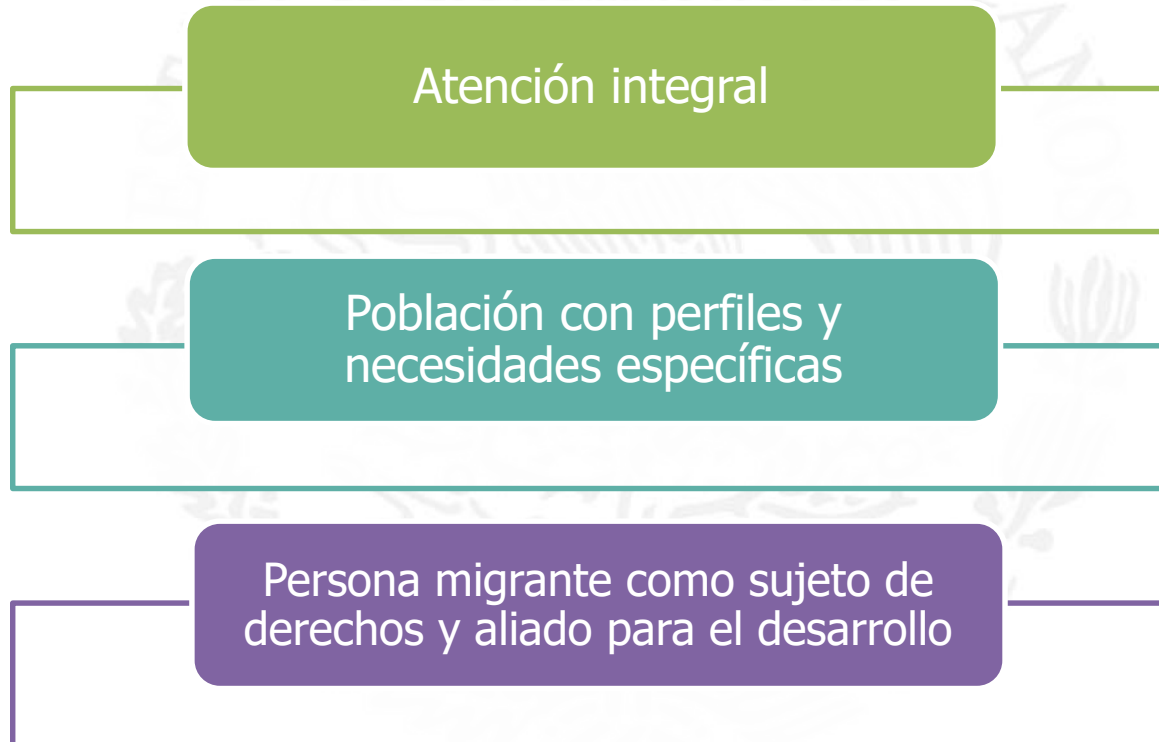 Atención integral
Población con perfiles y
necesidades específicas
Persona migrante como sujeto de
derechos y aliado para el desarrollo